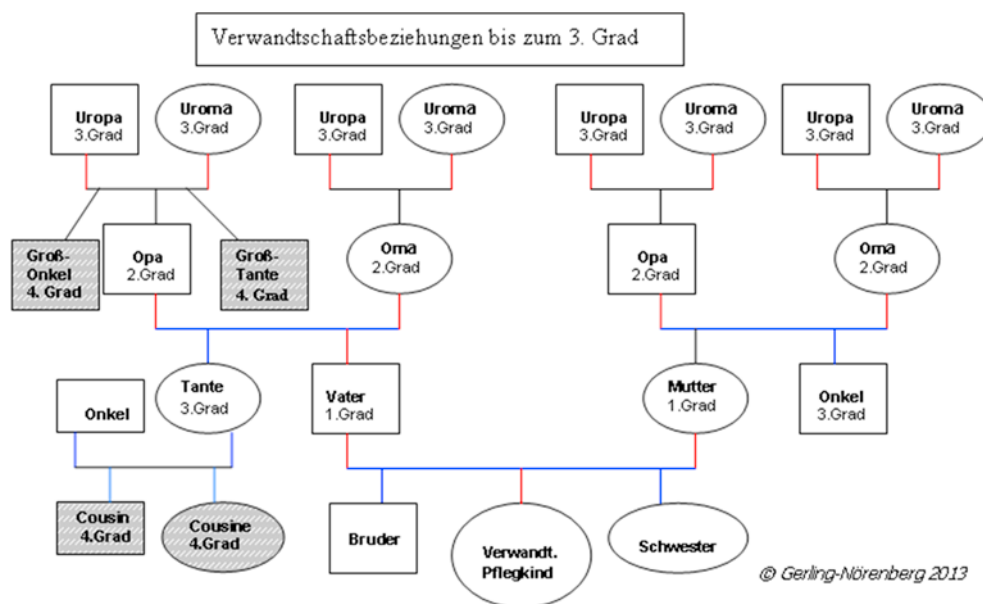 Verwandtschaftsbeziehungen bis zum 3. Grad
Uropa
3.Grad
Uroma
3.Grad
Uropa
3.Grad
Uroma
3.Grad
Uropa
3.Grad
Uroma
3.Grad
Uropa
3.Grad
Uroma
3.Grad
Groß-
Onkel
4. Grad
Opa
2.Grad
Groß-
Tante
4. Grad
Oma
2.Grad
Opa
2.Grad
Oma
2.Grad
Onkel
Tante
3.Grad
Vater
1.Grad
Mutter
1.Grad
Onkel
3.Grad
Cousin
4.Grad
Cousine
4.Grad
Bruder
Verwandt.
Pflegkind
Schwester
© Gerling-Nörenberg 2013